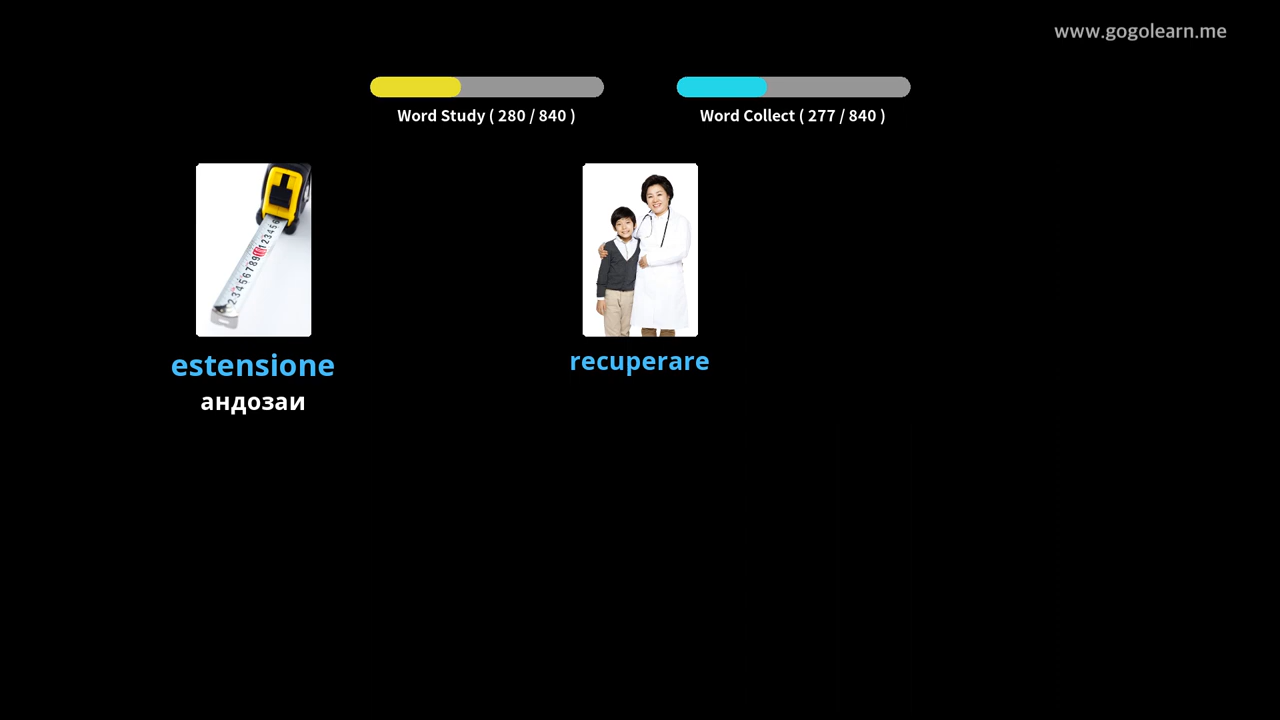 www.gogolearn.me
Word Study ( 280 / 840 )
Word Collect ( 277 / 840 )
estensione
андозаи
recuperare